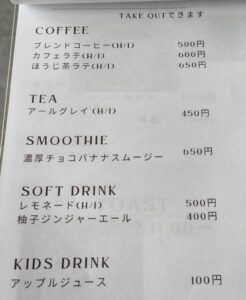 TAKE OUTできます
COFFEE
ブレンドコーヒー(H/I) 500円
カフェラテ(H/I) 600円
ほうじ茶ラテ(H/I) 650円
TEA
アールグレイ(H/I) 450円
SMOOTHIE
濃厚チョコバナナスムージー 650円
SOFT DRINK
レモネード(H/I) 500円
柚子ジンジャーエール 400円
KIDS DRINK
アップルジュース 100円